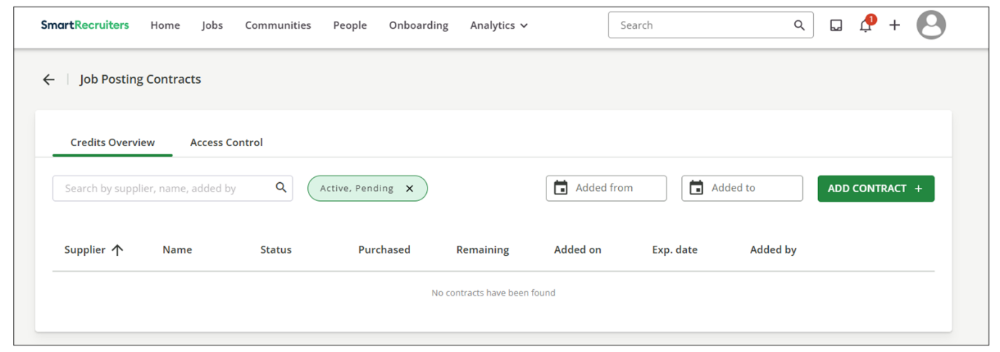 SmartRecruiters Home Jobs Communities People Onboarding Analytics Search 1
Job Posting Contracts
Credits Overview Access Control
Search by supplier, name, added by Active, Pending Added from Added to ADD CONTRACT +
Supplier Name Status Purchased Remaining Added on Exp. date Added by
No contracts have been found